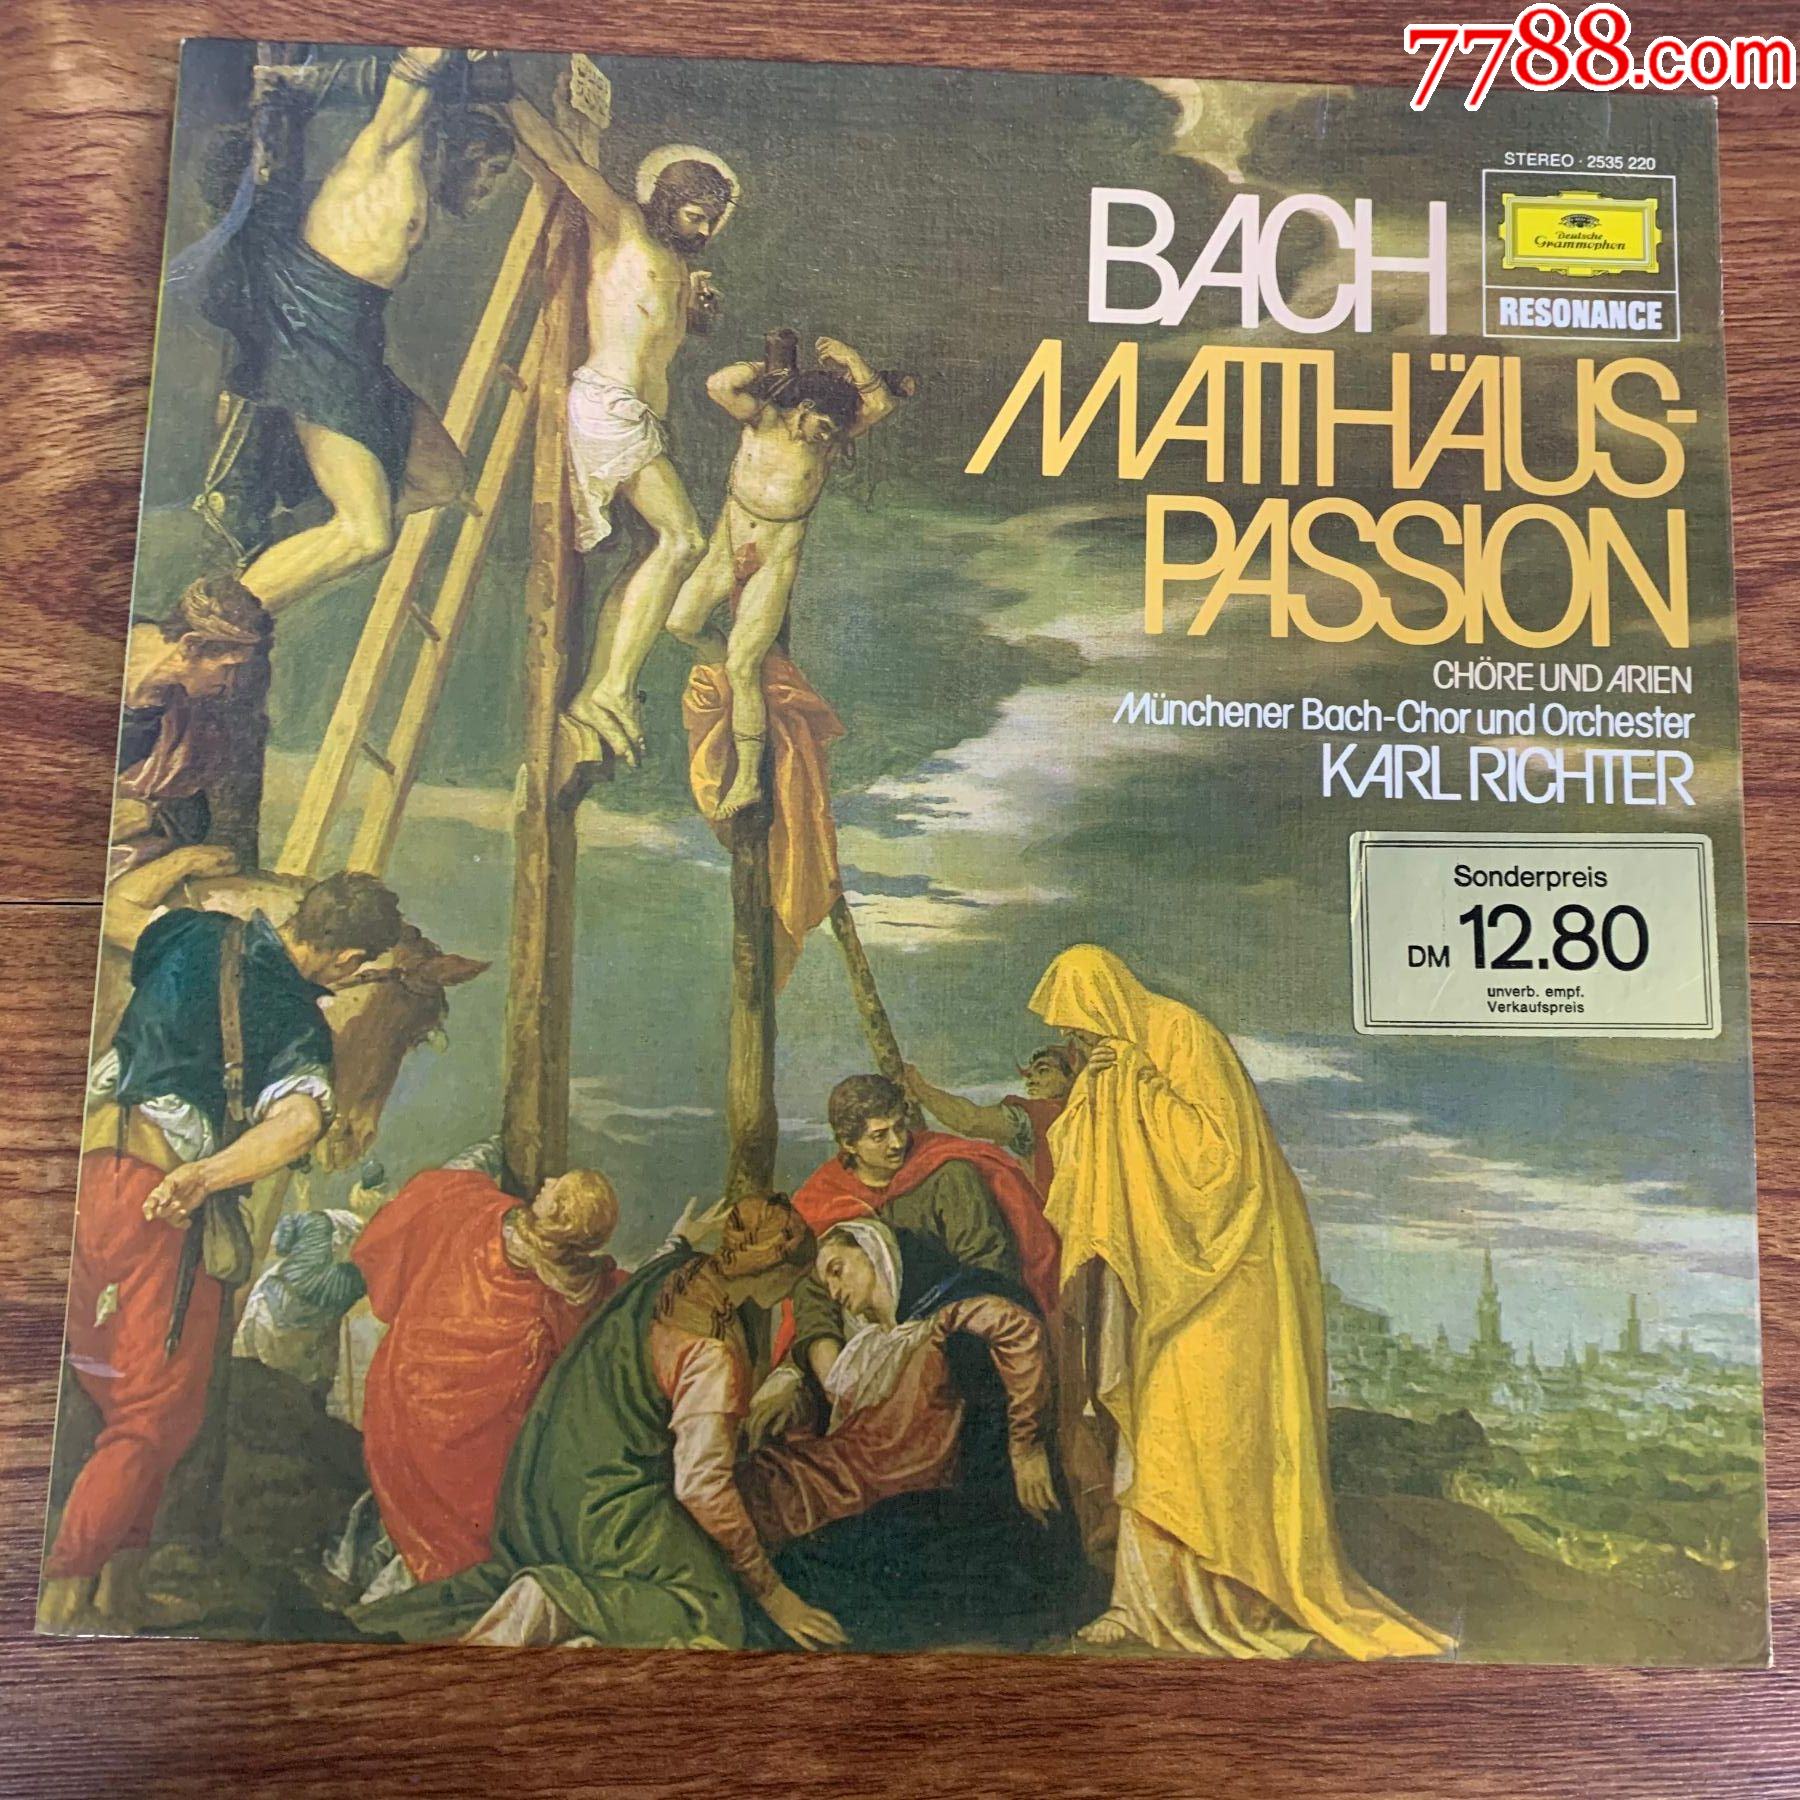 7788.com
STEREO · 2535 220
Deutsche
Grammophon
RESONANCE
BACH
MATTHÄUS-
PASSION
CHÖRE UND ARIEN
Münchener Bach-Chor und Orchester
KARL RICHTER
Sonderpreis
DM 12.80
unverb. empf.
Verkaufspreis